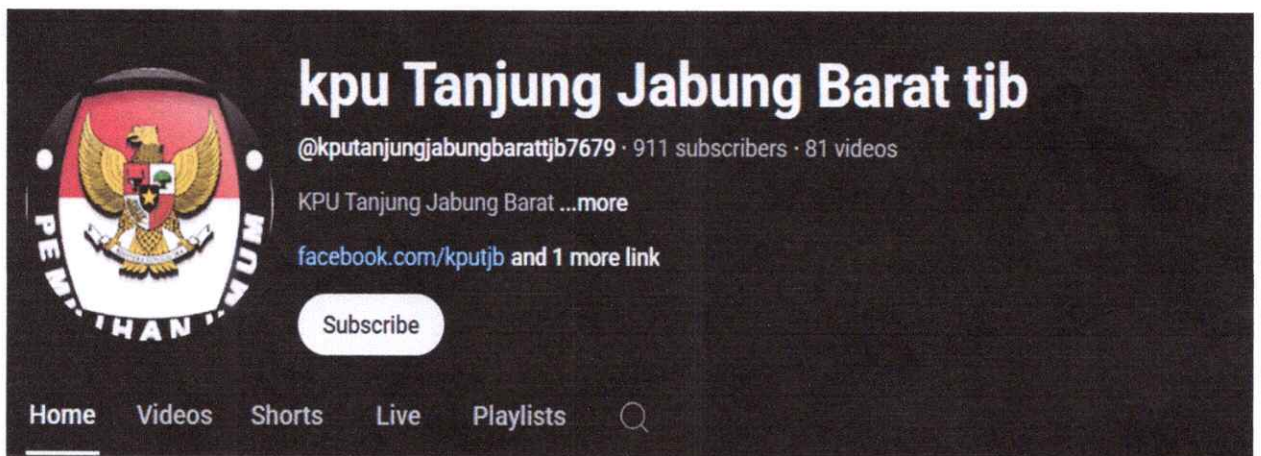 kpu Tanjung Jabung Barat tjb
@kputanjungjabungbarattjb7679 · 911 subscribers · 81 videos
KPU Tanjung Jabung Barat ...more
facebook.com/kputjb and 1 more link
Subscribe
Home Videos Shorts Live Playlists